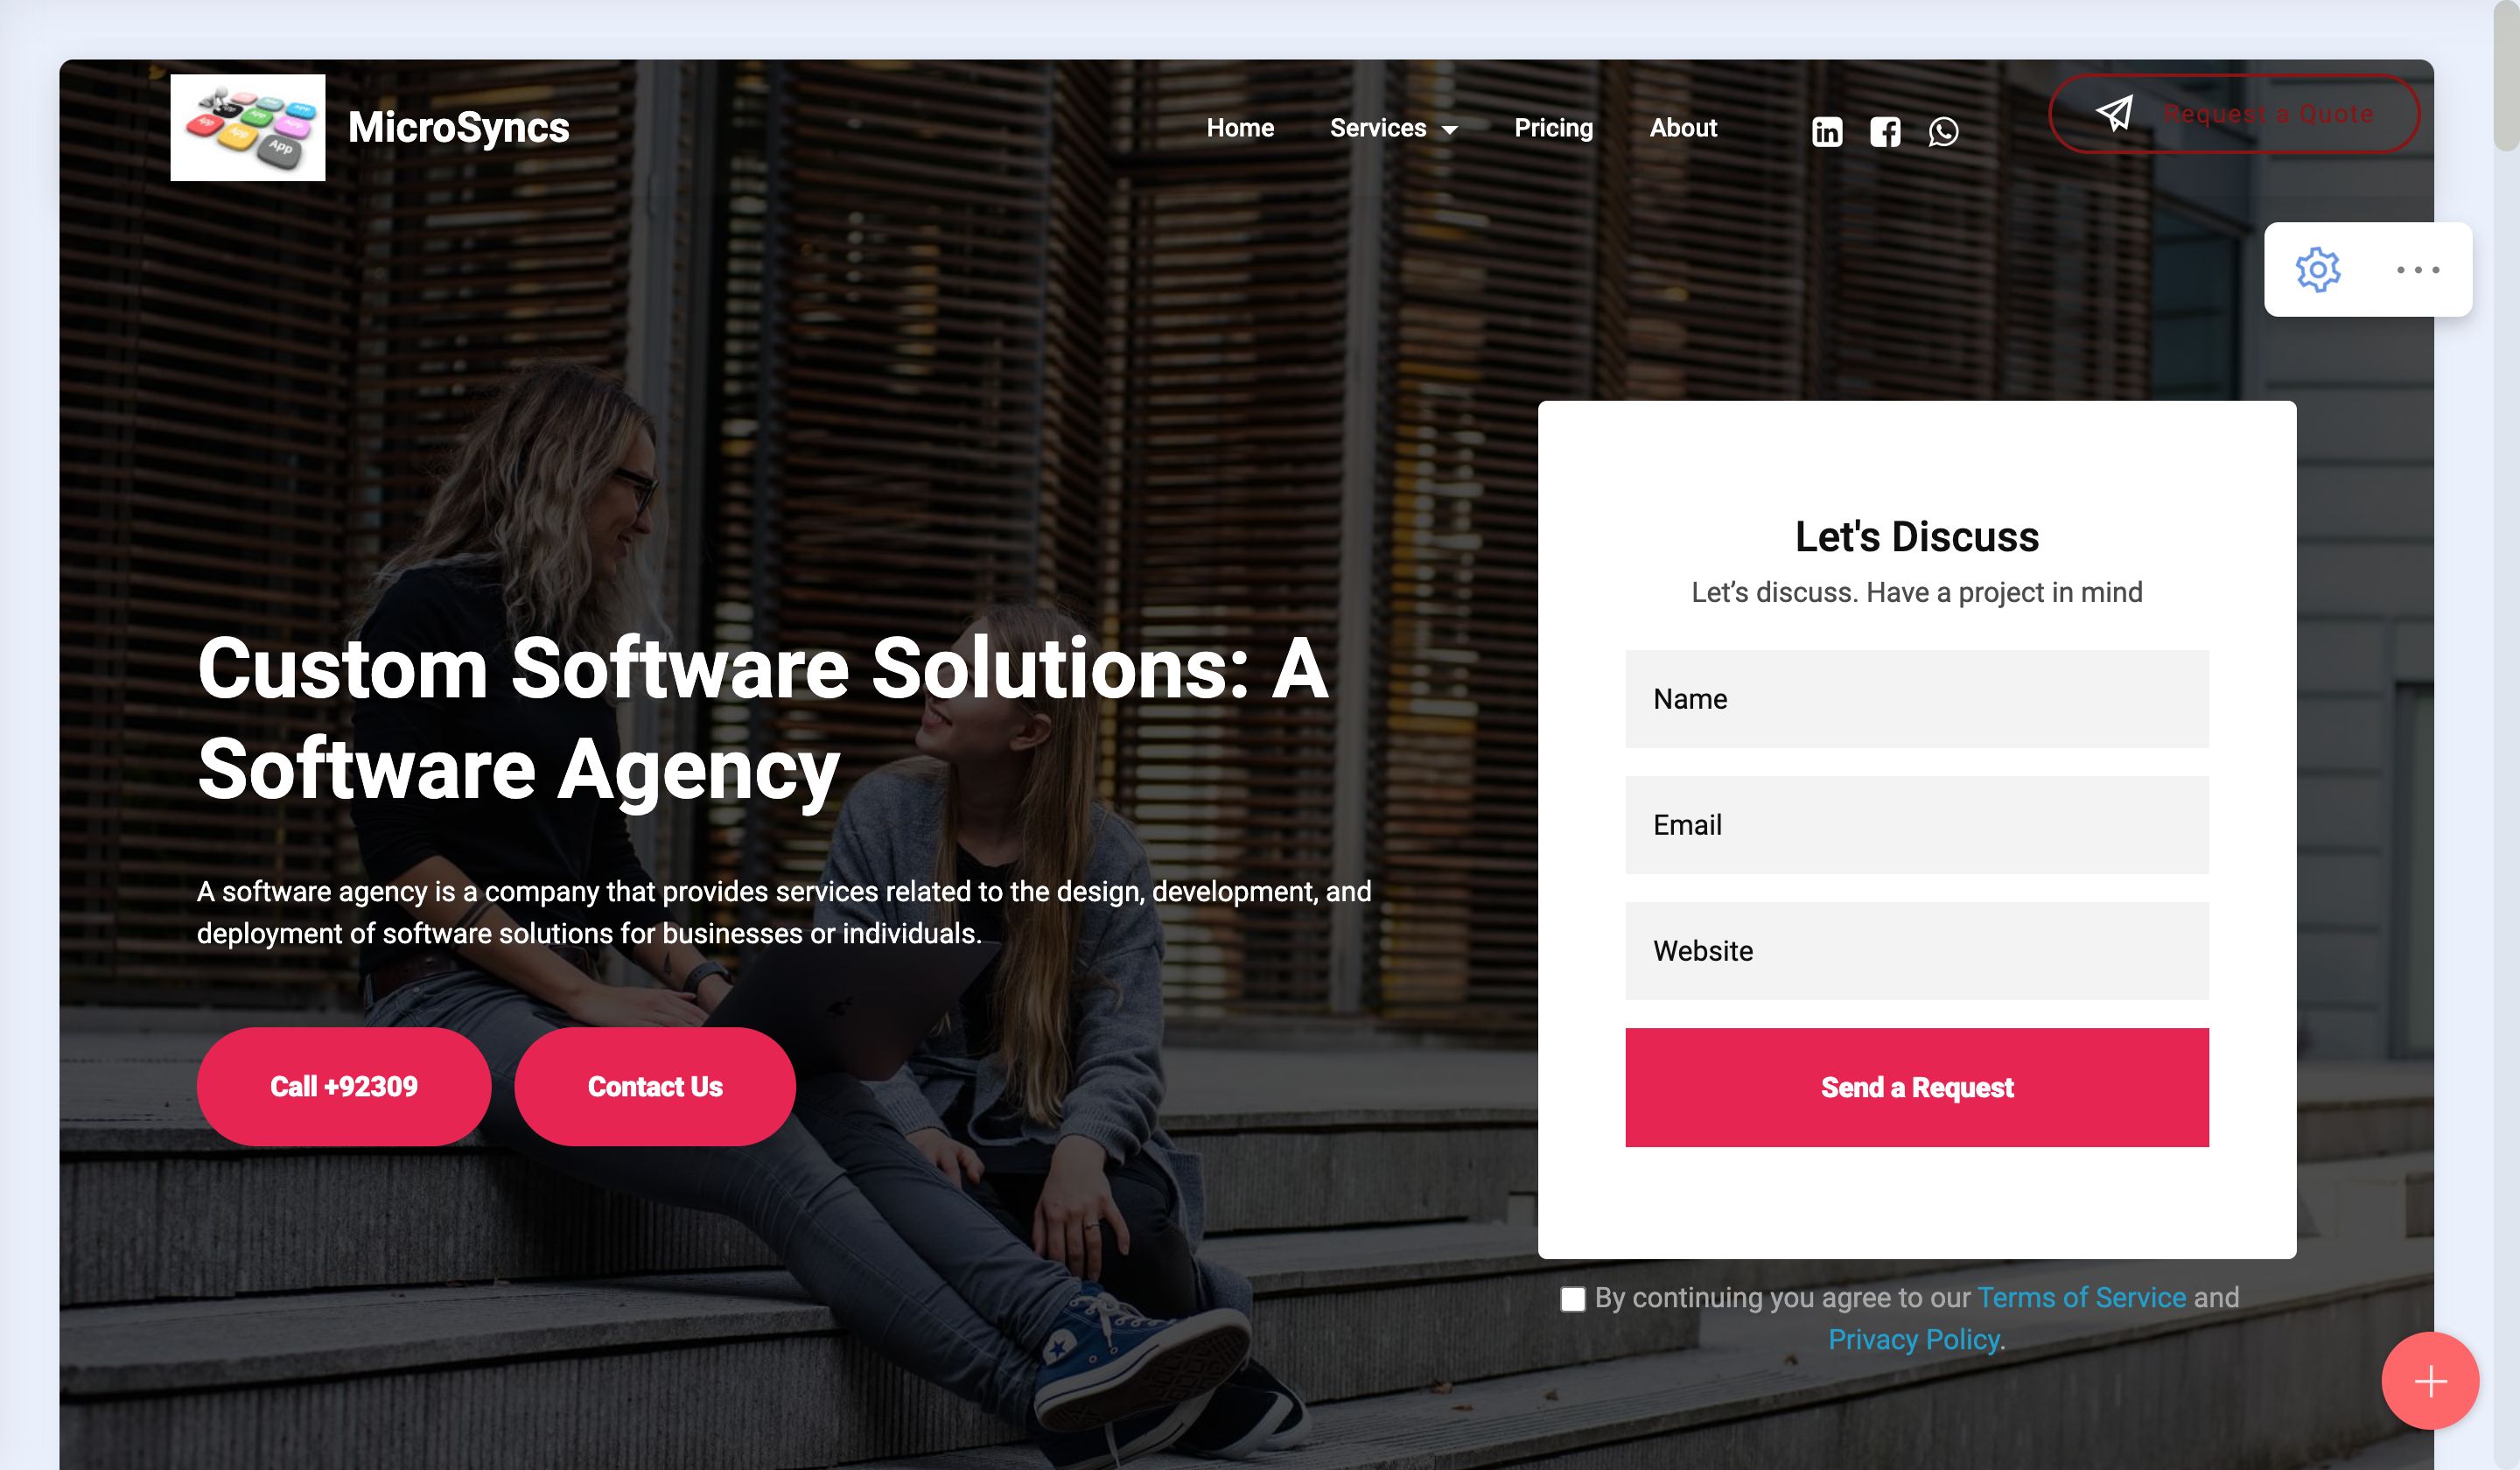 MicroSyncs
Home
Services
Pricing
About
Request a Quote
Custom Software Solutions: A
Software Agency
A software agency is a company that provides services related to the design, development, and
deployment of software solutions for businesses or individuals.
Call +92309
Contact Us
Let's Discuss
Let’s discuss. Have a project in mind
Name
Email
Website
Send a Request
By continuing you agree to our Terms of Service and
Privacy Policy.